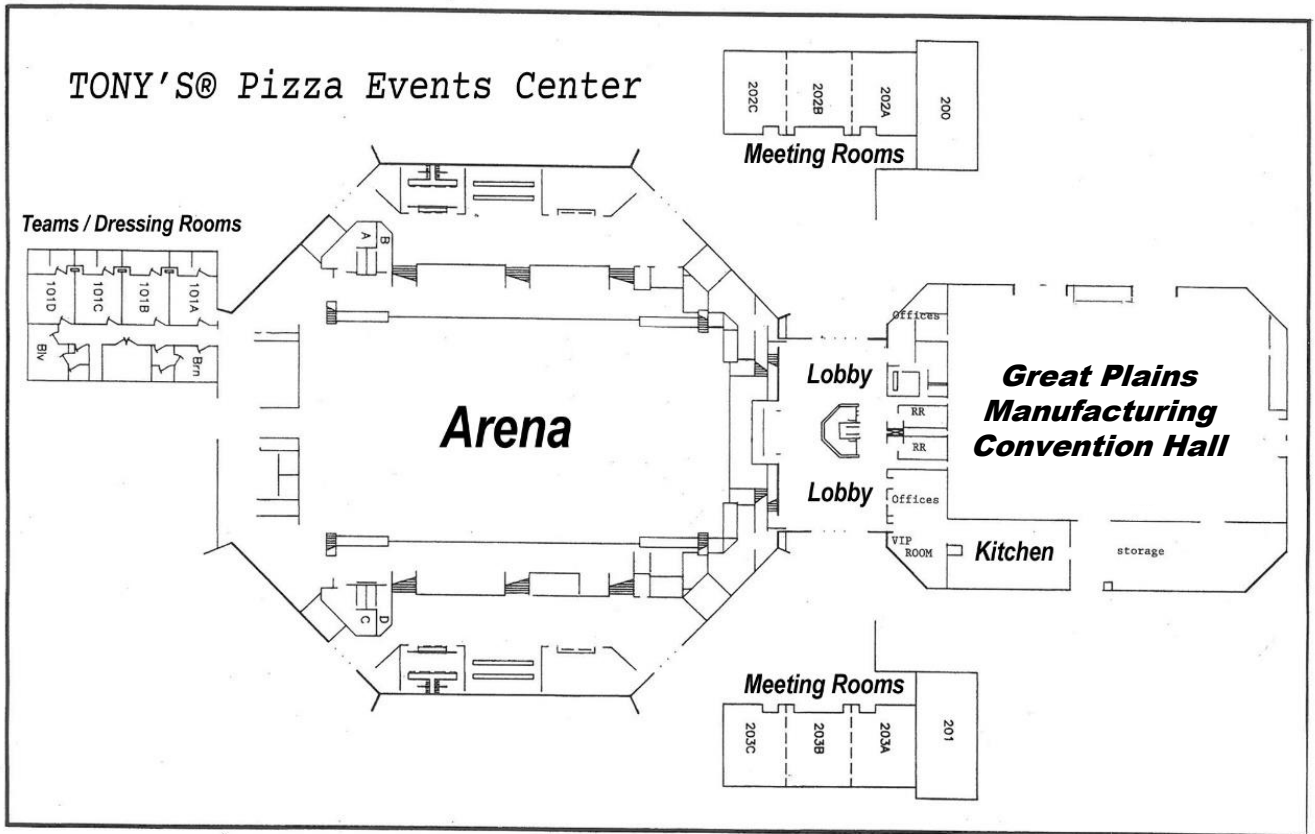 TONY'S® Pizza Events Center
202C
202B
202A
200
Meeting Rooms
Teams / Dressing Rooms
101D
101C
101B
101A
Blv
Brn
A
B
Offices
Lobby
Great Plains
Manufacturing
Convention Hall
Arena
RR
RR
Lobby
Offices
VIP
ROOM
Kitchen
storage
C
D
Meeting Rooms
203C
203B
203A
201